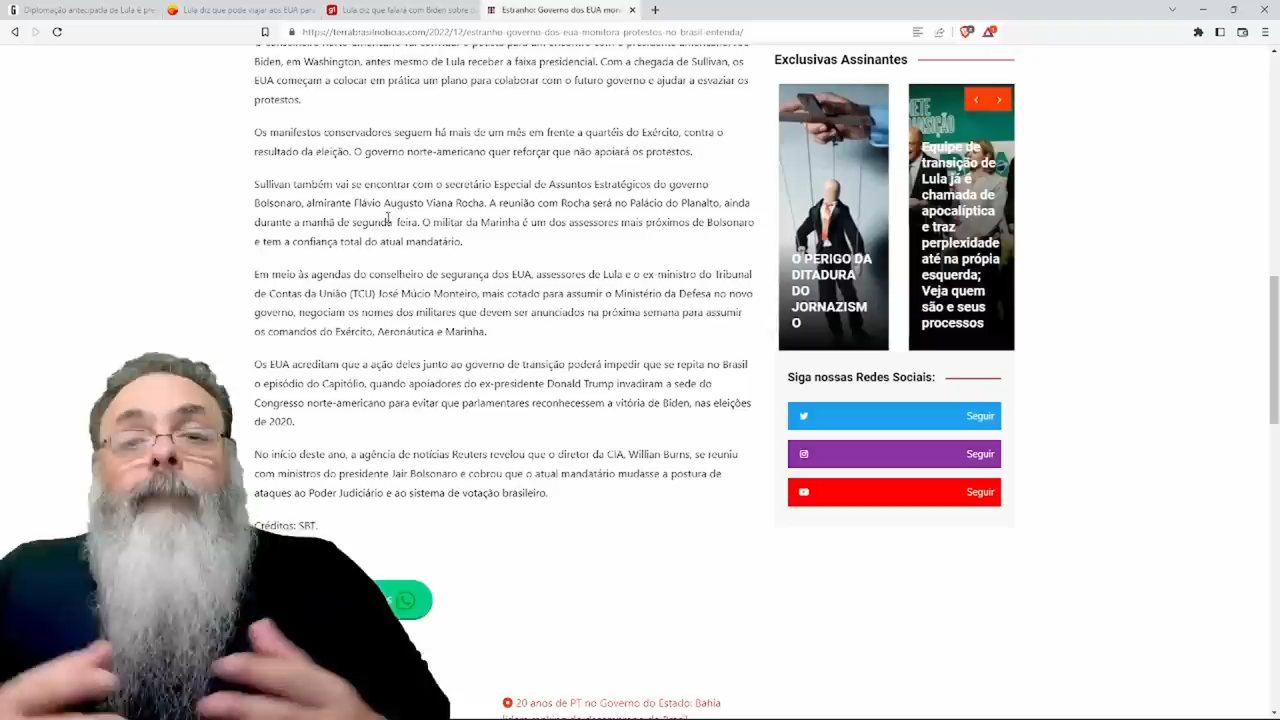 Diplomação antecipada de Lula é pre
Lula diz que pode viajar aos EUA para
Lula diz que falará com Biden sobre
Estranho: Governo dos EUA mon
https://terrabrasilnoticias.com/2022/12/estranho-governo-dos-eua-monitora-protestos-no-brasil-entenda/
O conselheiro norte-americano vai convidar o petista para um encontro com o presidente Joe
Biden, em Washington, antes mesmo de Lula receber a faixa presidencial. Com a chegada de Sullivan, os
EUA começam a colocar em prática um plano para colaborar com o futuro governo e ajudar a esvaziar os
protestos.
Os manifestos conservadores seguem há mais de um mês em frente a quartéis do Exército, contra o
resultado da eleição. O governo norte-americano quer reforçar que não apoiará os protestos.
Sullivan também vai se encontrar com o secretário Especial de Assuntos Estratégicos do governo
Bolsonaro, almirante Flávio Augusto Viana Rocha. A reunião com Rocha será no Palácio do Planalto, ainda
durante a manhã de segunda feira. O militar da Marinha é um dos assessores mais próximos de Bolsonaro
e tem a confiança total do atual mandatário.
Em meio às agendas do conselheiro de segurança dos EUA, assessores de Lula e o ex-ministro do Tribunal
de Contas da União (TCU) José Múcio Monteiro, mais cotado para assumir o Ministério da Defesa no novo
governo, negociam os nomes dos militares que devem ser anunciados na próxima semana para assumir
os comandos do Exército, Aeronáutica e Marinha.
Os EUA acreditam que a ação deles junto ao governo de transição poderá impedir que se repita no Brasil
o episódio do Capitólio, quando apoiadores do ex-presidente Donald Trump invadiram a sede do
Congresso norte-americano para evitar que parlamentares reconhecessem a vitória de Biden, nas eleições
de 2020.
No início deste ano, a agência de notícias Reuters revelou que o diretor da CIA, Willian Burns, se reuniu
com ministros do presidente Jair Bolsonaro e cobrou que o atual mandatário mudasse a postura de
ataques ao Poder Judiciário e ao sistema de votação brasileiro.
Créditos: SBT.
20 anos de PT no Governo do Estado: Bahia
Exclusivas Assinantes
O PERIGO DA
DITADURA
DO
JORNAZISM
O
Equipe de
transição de
Lula já é
chamada de
apocalíptica
e traz
perplexidade
até na própia
esquerda;
Veja quem
são e seus
processos
Siga nossas Redes Sociais:
Seguir
Seguir
Seguir